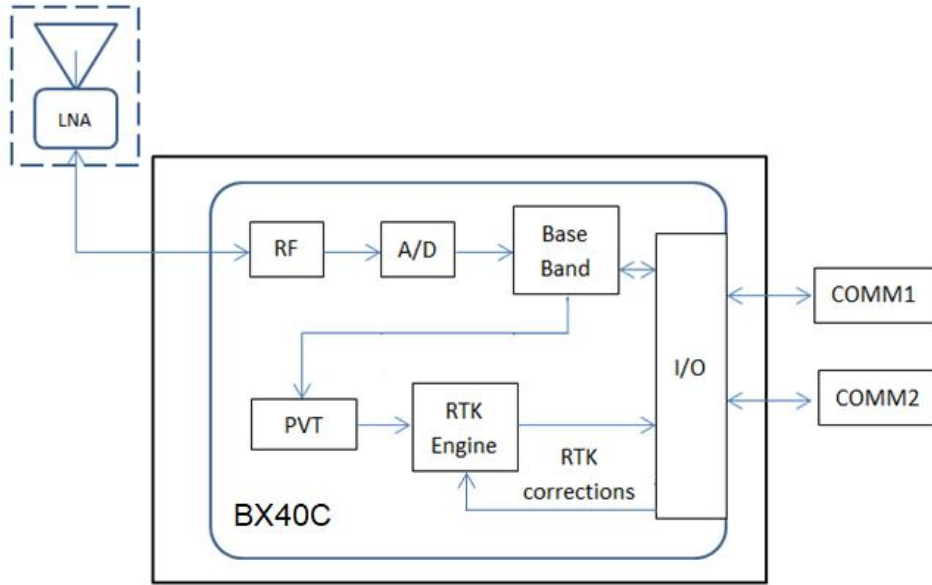 LNA
RF
A/D
Base
Band
COMM1
I/O
COMM2
PVT
RTK
Engine
RTK
corrections
BX40C